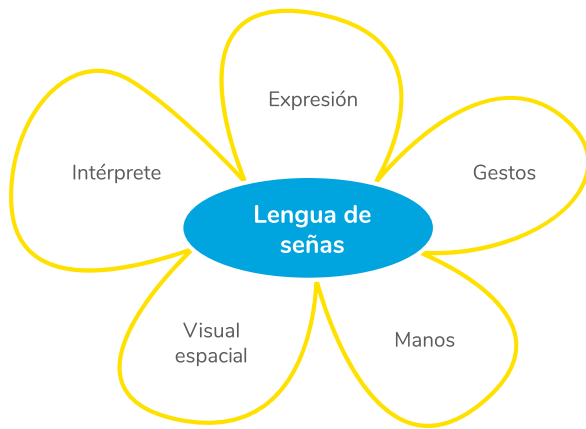 Expresión
Intérprete
Gestos
Lengua de
señas
Visual
espacial
Manos